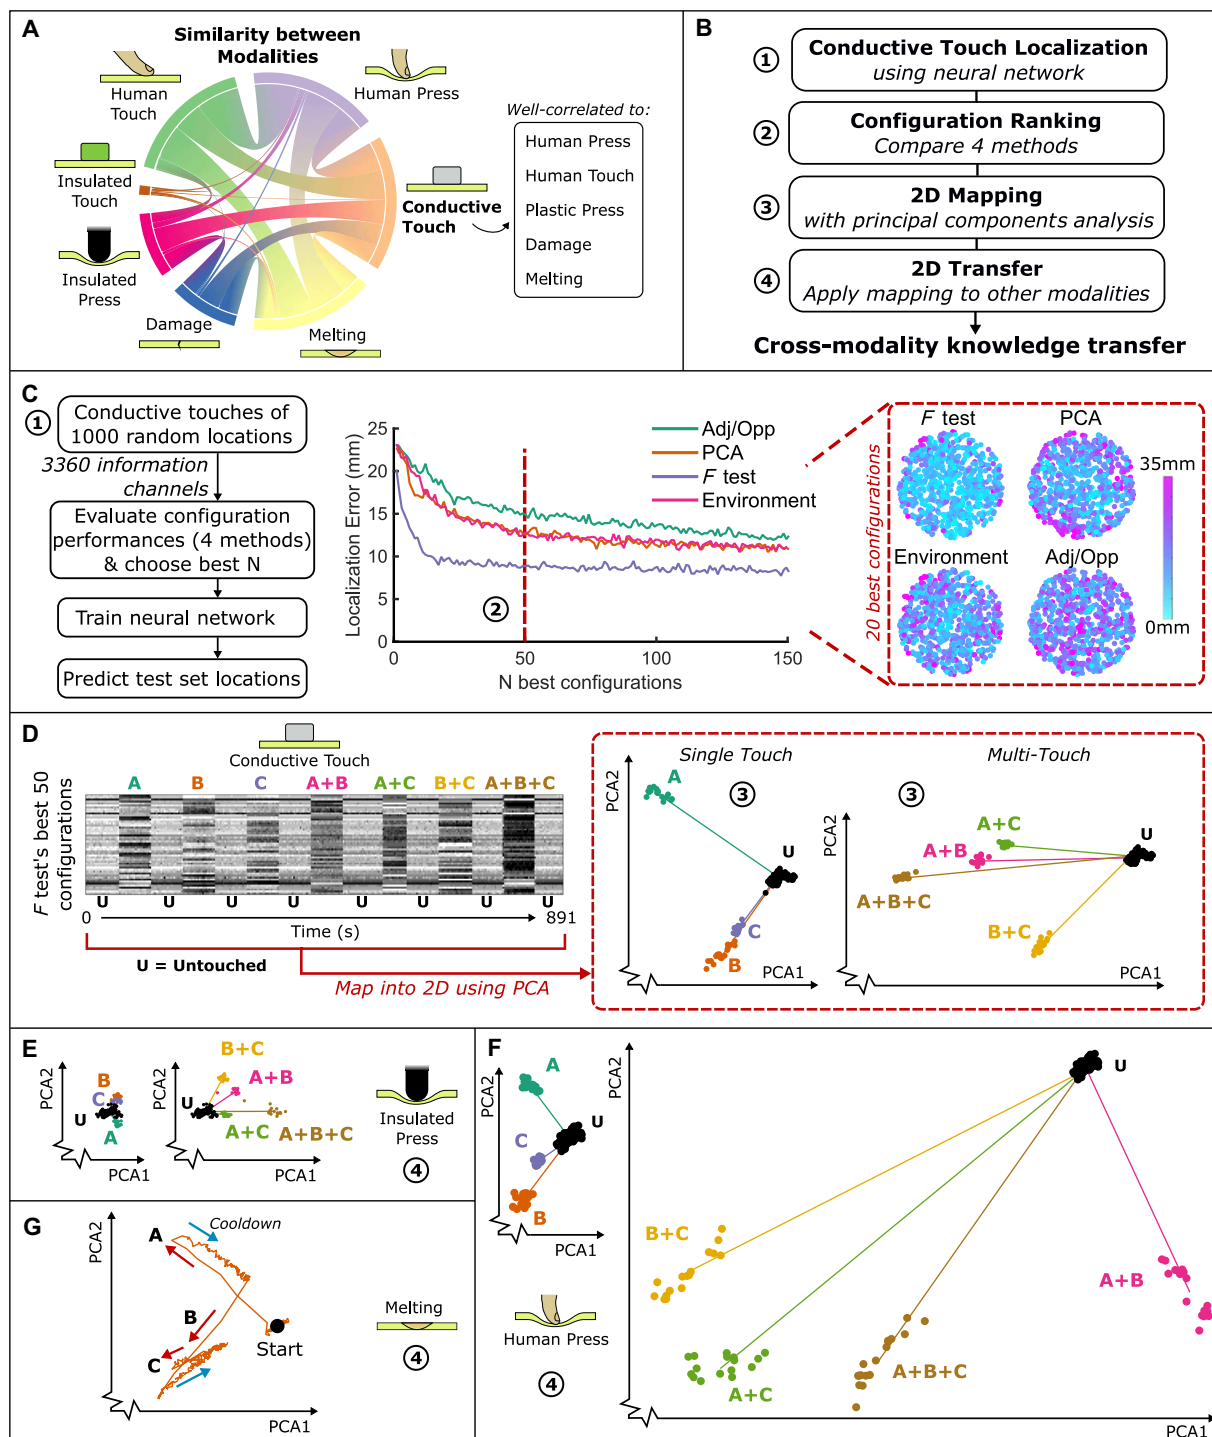 A
Similarity between
Modalities
Human
Touch
Human Press
Insulated
Touch
Insulated
Press
Damage
Melting
Conductive
Touch
Well-correlated to:
Human Press
Human Touch
Plastic Press
Damage
Melting
B
1
Conductive Touch Localization
using neural network
2
Configuration Ranking
Compare 4 methods
3
2D Mapping
with principal components analysis
4
2D Transfer
Apply mapping to other modalities
Cross-modality knowledge transfer
C
1
Conductive touches of
1000 random locations
3360 information
channels
Evaluate configuration
performances (4 methods)
& choose best N
Train neural network
Predict test set locations
Localization Error (mm)
25
20
15
10
5
0
0
50
100
150
N best configurations
2
Adj/Opp
PCA
F test
Environment
20 best configurations
F test
PCA
Environment
Adj/Opp
35mm
0mm
D
Conductive Touch
F test's best 50
configurations
A
B
C
A+B
A+C
B+C
A+B+C
U
U
U
U
U
U
U
U
0
891
Time (s)
U = Untouched
Map into 2D using PCA
Single Touch
3
PCA2
PCA1
A
U
C
B
Multi-Touch
3
PCA2
PCA1
A+C
A+B
U
A+B+C
B+C
E
PCA2
PCA1
B
C
U
A
PCA2
PCA1
B+C
A+B
U
A+C
A+B+C
Insulated
Press
4
F
PCA2
PCA1
A
U
C
B
Human Press
4
PCA2
PCA1
U
B+C
A+C
A+B+C
A+B
G
PCA2
PCA1
Cooldown
A
B
C
Start
Melting
4